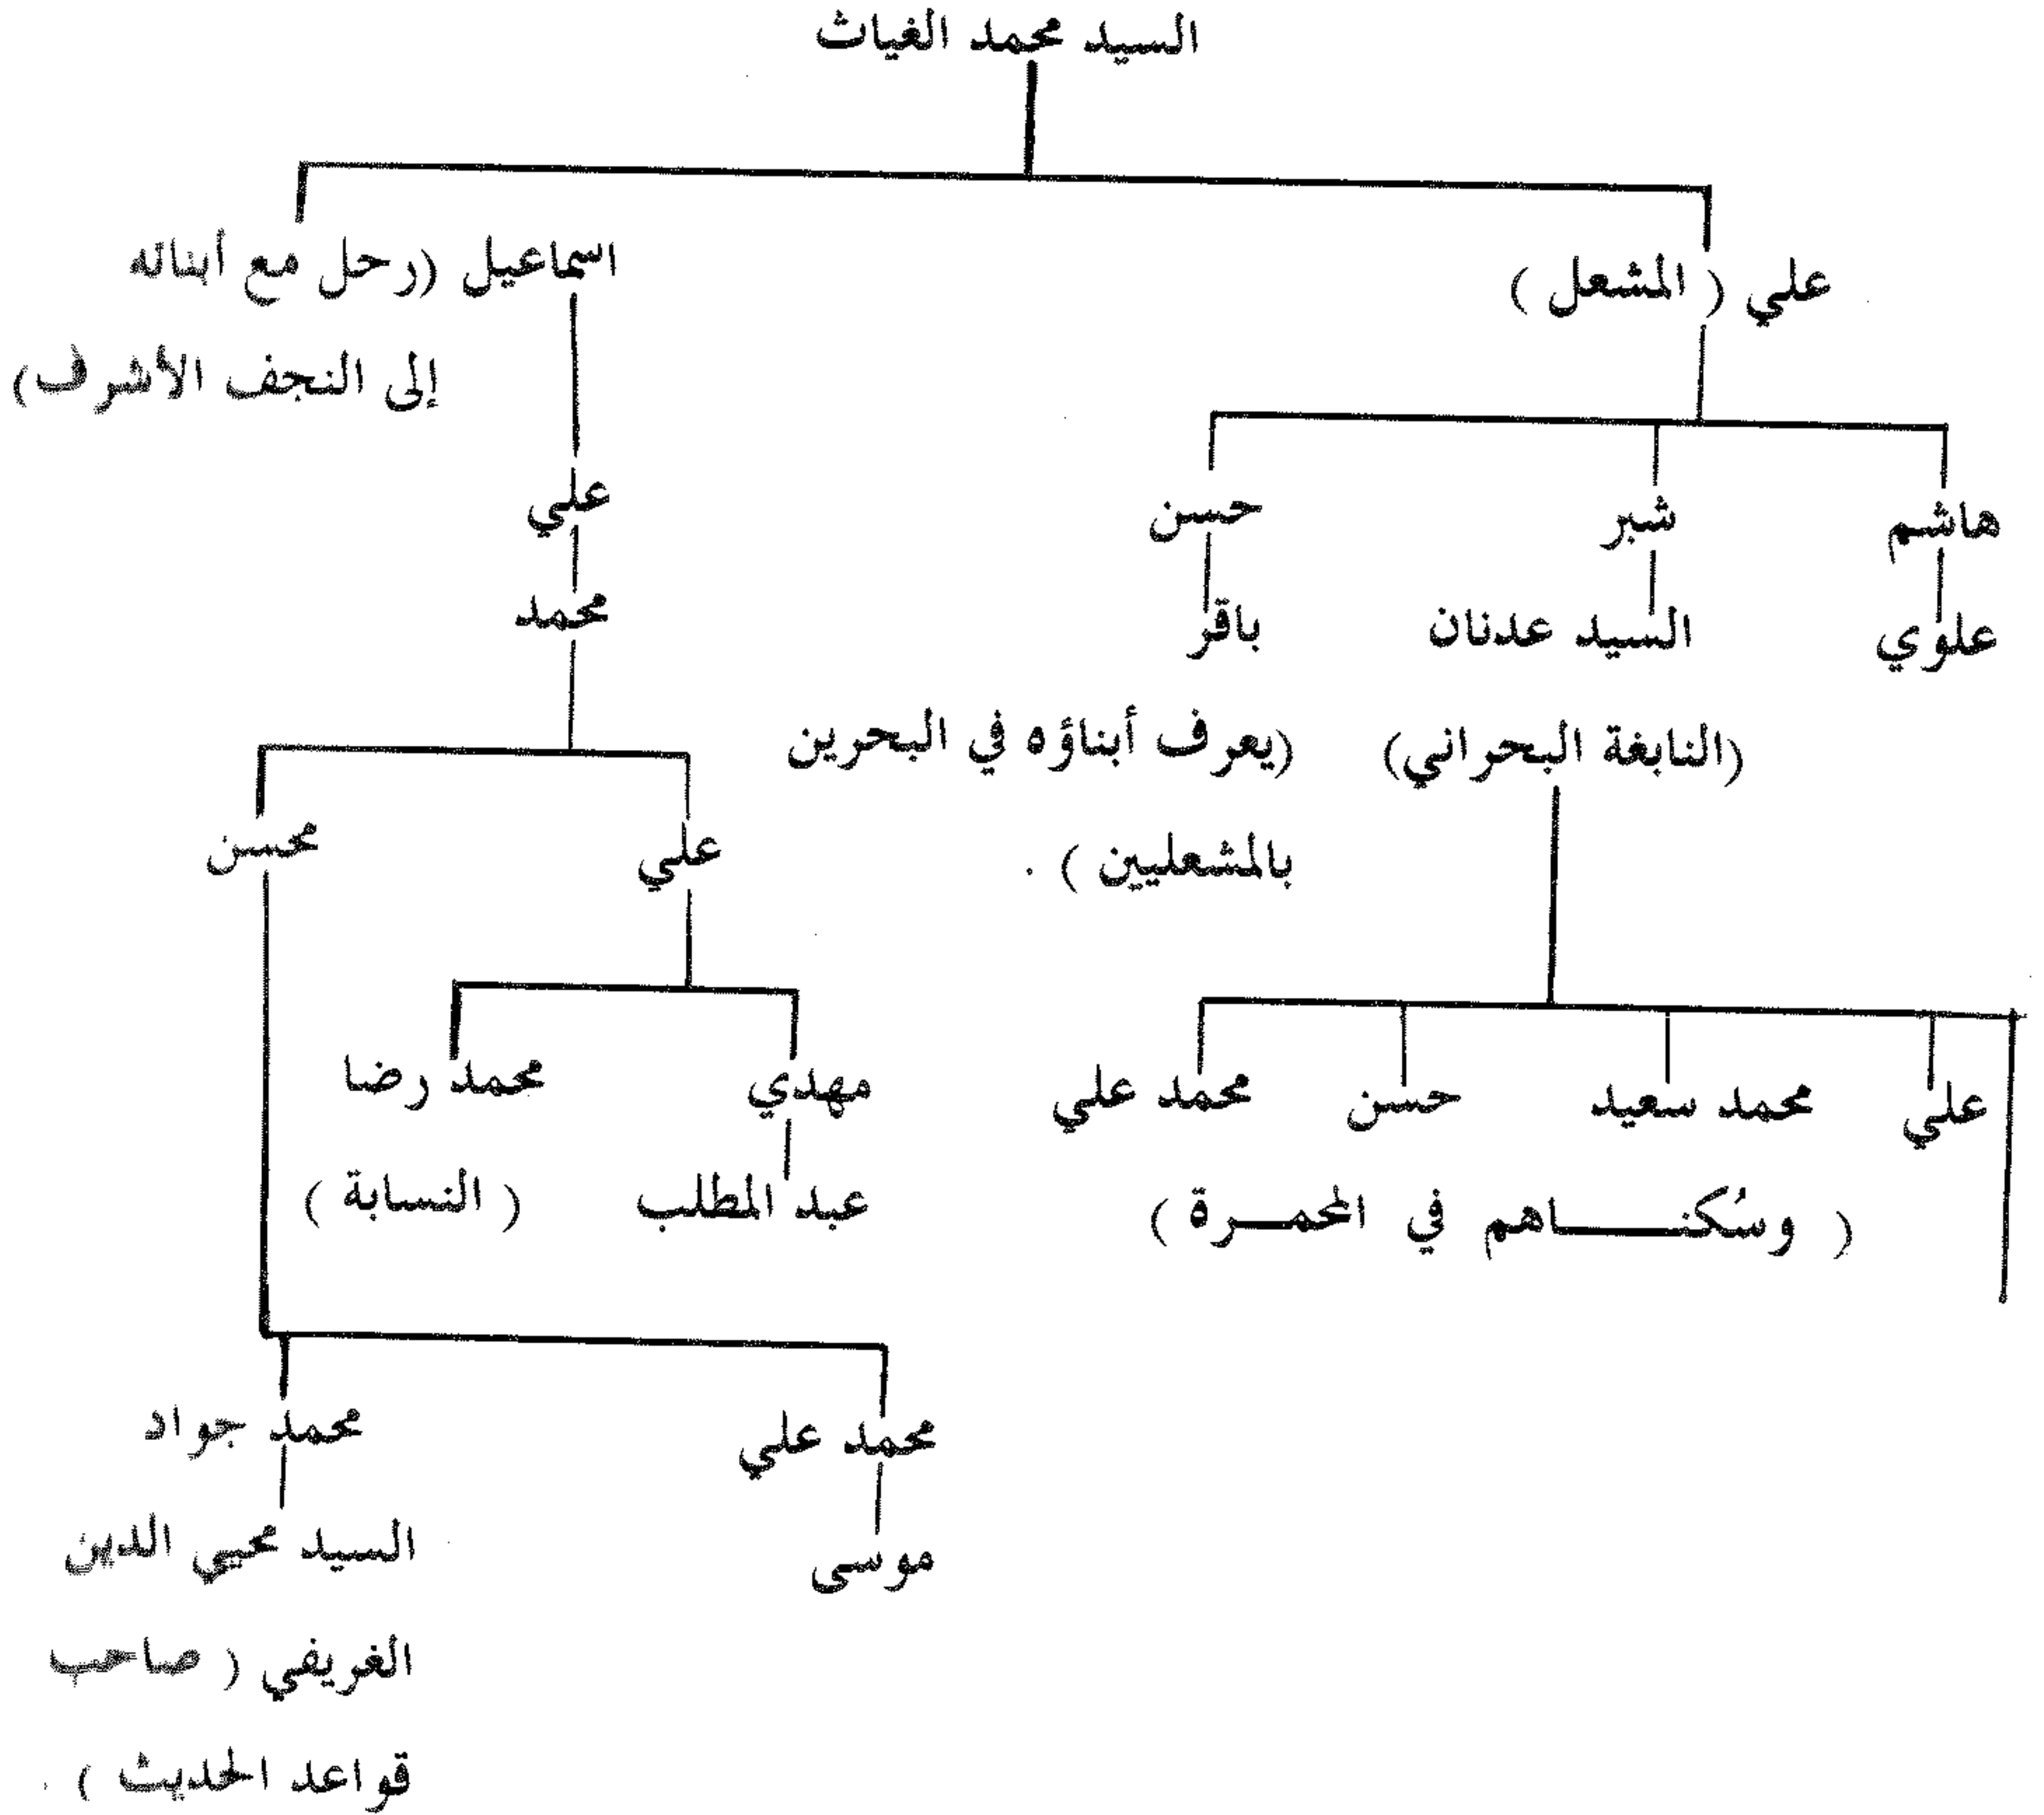 السيد محمد الغياث
علي ( المشعل )
اسماعيل (رحل مع أبنائه
إلى النجف الأشرف)
هاشم
شبر
حسن
علي
علوي
السيد عدنان
باقر
محمد
(النابغة البحراني)
(يعرف أبناؤه في البحرين
بالمشعليين ) .
علي
محسن
علي
محمد سعيد
حسن
محمد علي
مهدي
محمد رضا
( وسُكنـــــاهم في المحمـــرة )
عبد المطلب
( النسابة )
محمد علي
محمد جواد
موسى
السيد محيي الدين
الغريفي ( صاحب
قواعد الحديث ) .